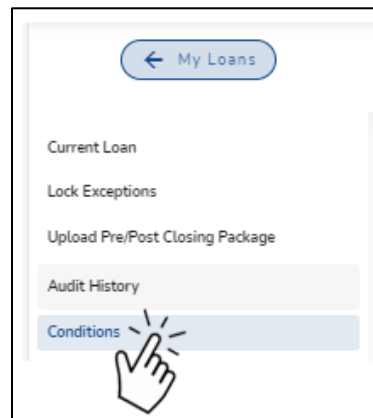 ← My Loans
Current Loan
Lock Exceptions
Upload Pre/Post Closing Package
Audit History
Conditions